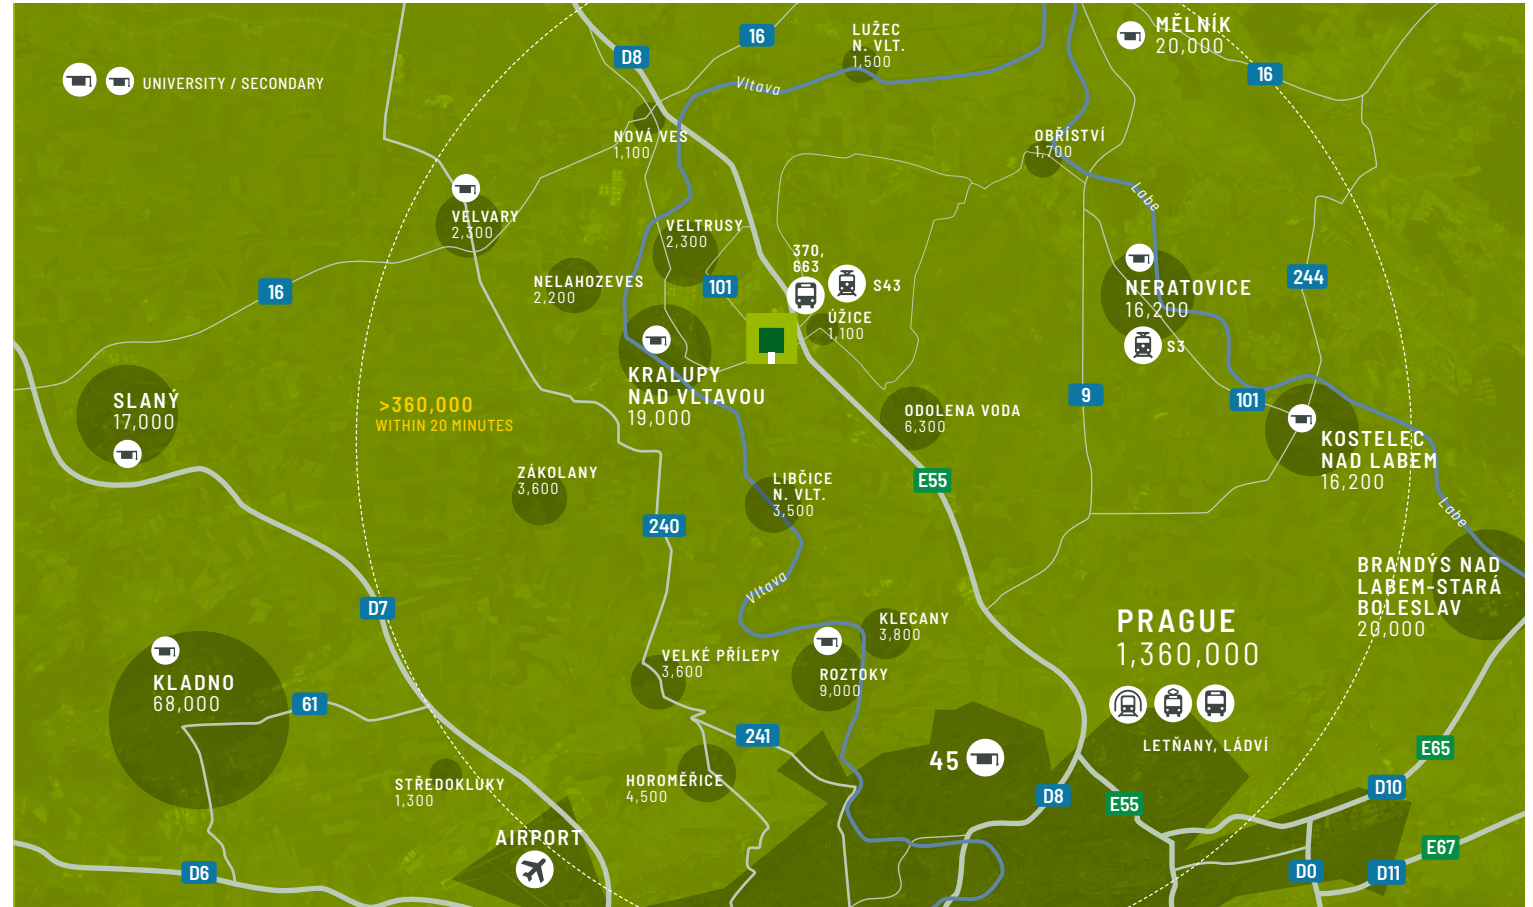 UNIVERSITY / SECONDARY
D8
16
LUŽEC
N. VLT.
1,500
MĚLNÍK
20,000
16
Vltava
NOVÁ VES
1,100
OBŘÍSTVÍ
1,700
Labe
VELVARY
2,300
VELTRUSY
2,300
370,
663
S43
NELAHOZEVES
2,200
101
16
NERATOVICE
16,200
244
ÚŽICE
1,100
S3
KRALUPY
NAD VLTAVOU
19,000
SLANÝ
17,000
>360,000
WITHIN 20 MINUTES
9
101
ODOLENA VODA
6,300
KOSTELEC
NAD LABEM
16,200
ZÁKOLANY
3,600
LIBČICE
N. VLT.
3,500
E55
240
Labe
Vltava
BRANDÝS NAD
LABEM-STARÁ
BOLESLAV
20,000
D7
KLECANY
3,800
PRAGUE
1,360,000
VELKÉ PŘÍLEPY
3,600
ROZTOKY
9,000
KLADNO
68,000
61
241
LETŇANY, LÁDVÍ
45
E65
STŘEDOKLUKY
1,300
HOROMĚŘICE
4,500
D8
E55
D10
AIRPORT
E67
D6
D0
D11